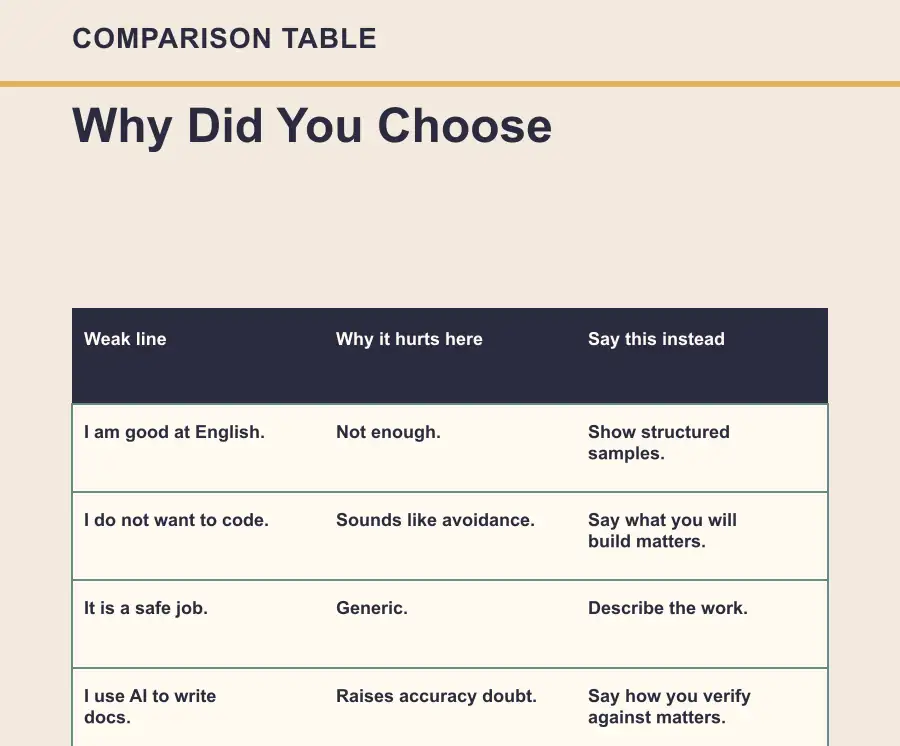 COMPARISON TABLE
Why Did You Choose
Weak line
Why it hurts here
Say this instead
I am good at English.
Not enough.
Show structured
samples.
I do not want to code.
Sounds like avoidance.
Say what you will
build matters.
It is a safe job.
Generic.
Describe the work.
I use AI to write
docs.
Raises accuracy doubt.
Say how you verify
against matters.